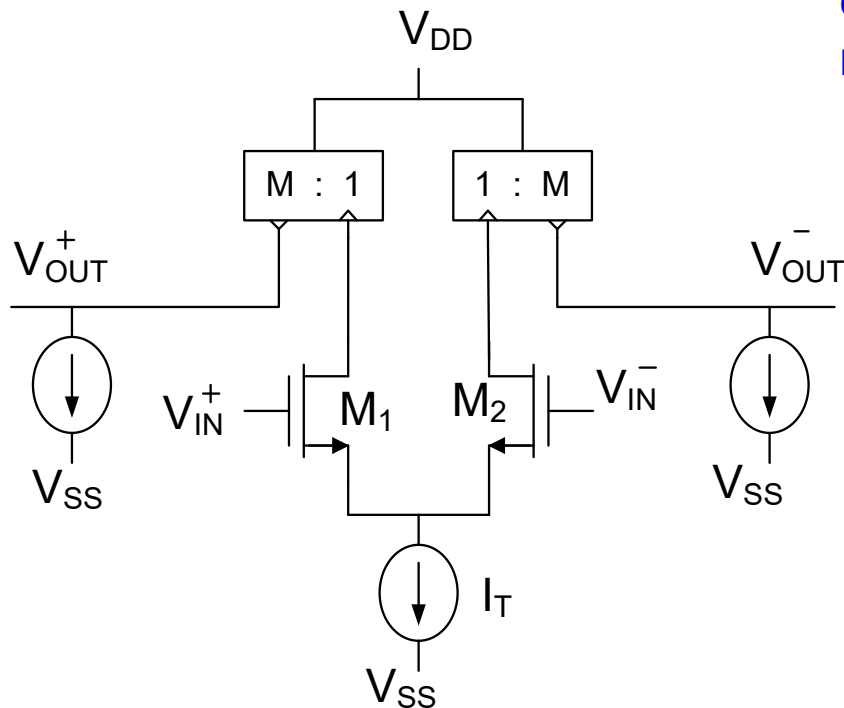 V_DD
M : 1
1 : M
V_OUT^+
V_OUT^−
V_IN^+
M_1
M_2
V_IN^−
V_SS
V_SS
I_T
V_SS